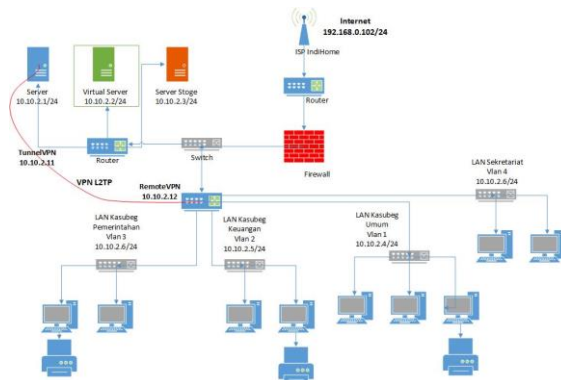 Internet
192.168.0.102/24
ISP IndiHome
Router
Server
10.10.2.1/24
Virtual Server
10.10.2.2/24
Server Stoge
10.10.2.3/24
TunnelVPN
10.10.2.11
Router
Switch
Firewall
VPN L2TP
RemoteVPN
10.10.2.12
LAN Sekretariat
Vlan 4
10.10.2.6/24
LAN Kasubeg
Pemerintahan
Vlan 3
10.10.2.6/24
LAN Kasubeg
Keuangan
Vlan 2
10.10.2.5/24
LAN Kasubeg
Umum
Vlan 1
10.10.2.4/24